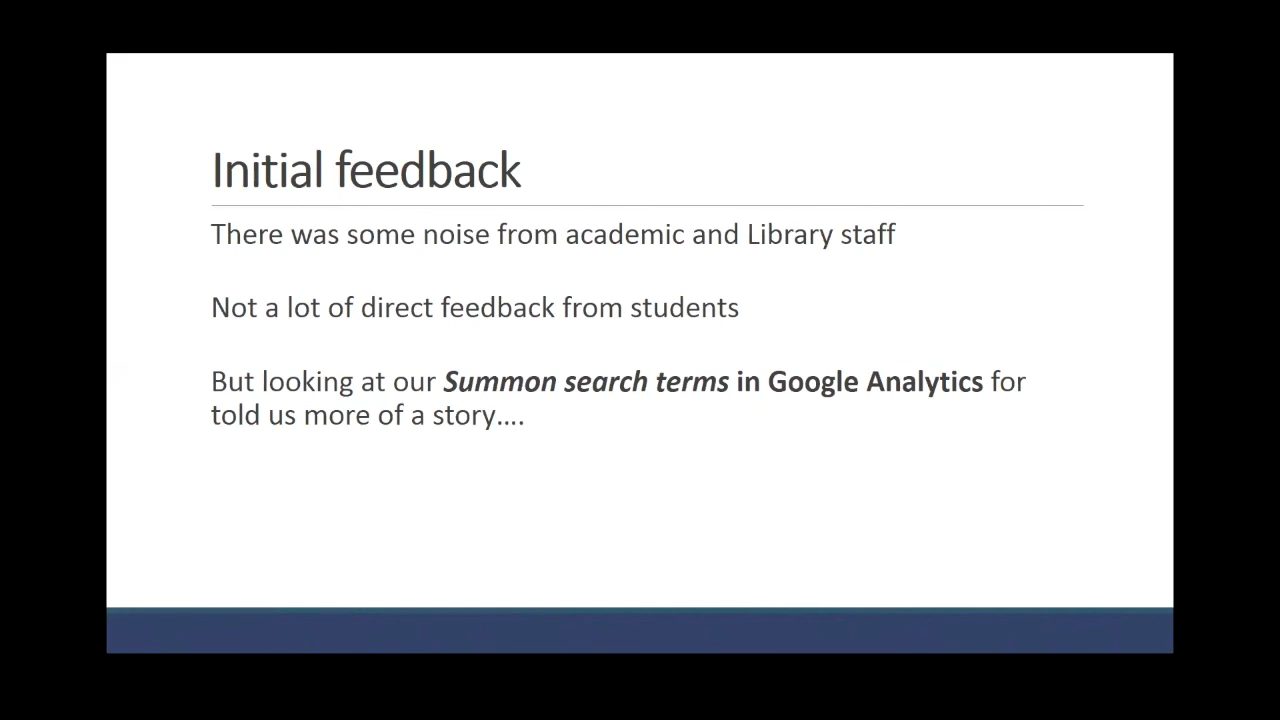 Initial feedback
There was some noise from academic and Library staff
Not a lot of direct feedback from students
But looking at our Summon search terms in Google Analytics for
told us more of a story....